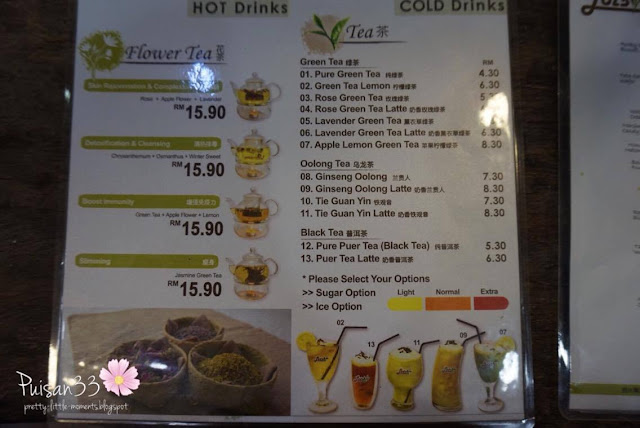 HOT Drinks
COLD Drinks
Flower Tea 花茶
Skin Rejuvenation &
Rose + Apple Flower + Lavender
RM 15.90
Detoxification & Cleansing
Chrysanthemum + Osmanthus + Winter Sweet
RM 15.90
Boost Immunity
Green Tea + Apple Flower + Lemon
RM 15.90
Slimming
Jasmine Green Tea
RM 15.90
Tea 茶
Green Tea 绿茶 RM
01. Pure Green Tea 纯绿茶 4.30
02. Green Tea Lemon 柠檬绿茶 6.30
03. Rose Green Tea 玫瑰绿茶 5.30
04. Rose Green Tea Latte 奶香玫瑰绿茶 6.30
05. Lavender Green Tea 薰衣草绿茶 5.30
06. Lavender Green Tea Latte 奶香薰衣草绿茶 6.30
07. Apple Lemon Green Tea 苹果柠檬绿茶 8.30
Oolong Tea 乌龙茶
08. Ginseng Oolong 兰贵人 7.30
09. Ginseng Oolong Latte 奶香兰贵人 8.30
10. Tie Guan Yin 铁观音 7.30
11. Tie Guan Yin Latte 奶香铁观音 8.30
Black Tea 普洱茶
12. Pure Puer Tea (Black Tea) 纯普洱茶 5.30
13. Puer Tea Latte 奶香普洱茶 6.30
* Please Select Your Options
>> Sugar Option
>> Ice Option
Light Normal Extra
02
13
11
09
07
Puisan33
pretty-little-moments.blogspot